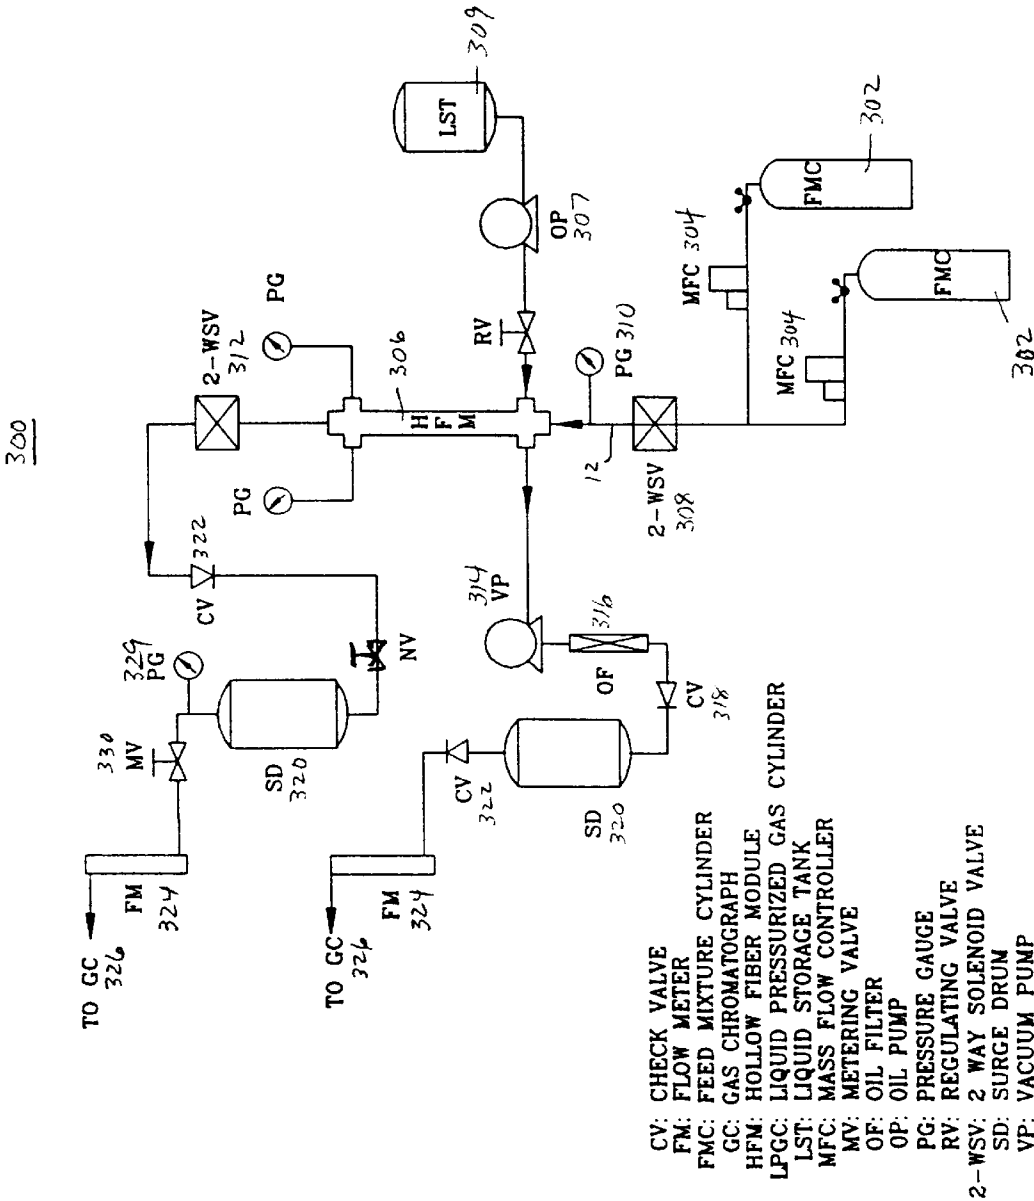 300
LST
309
OP
307
RV
2-WSV
312
PG
PG
306
HFM
PG 310
12
2-WSV
308
MFC 304
MFC 304
FMC
302
FMC
302
CV 322
NV
329
PG
330
MV
SD
320
FM
324
TO GC
326
314
VP
316
OF
CV
318
SD
320
CV
322
FM
324
TO GC
326
CV: CHECK VALVE
FM: FLOW METER
FMC: FEED MIXTURE CYLINDER
GC: GAS CHROMATOGRAPH
HFM: HOLLOW FIBER MODULE
LPGC: LIQUID PRESSURIZED GAS CYLINDER
LST: LIQUID STORAGE TANK
MFC: MASS FLOW CONTROLLER
MV: METERING VALVE
OF: OIL FILTER
OP: OIL PUMP
PG: PRESSURE GAUGE
RV: REGULATING VALVE
2-WSV: 2 WAY SOLENOID VALVE
SD: SURGE DRUM
VP: VACUUM PUMP